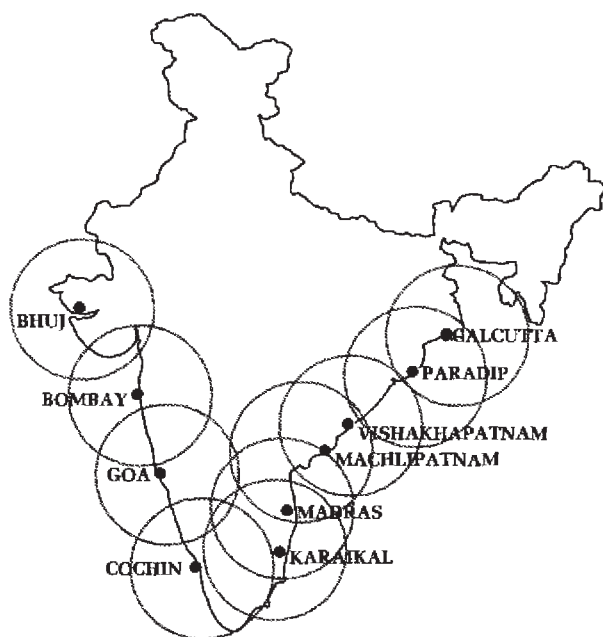 BHUJ
CALCUTTA
PARADIP
BOMBAY
VISHAKHAPATNAM
MACHLIPATNAM
GOA
MADRAS
KARAIKAL
COCHIN